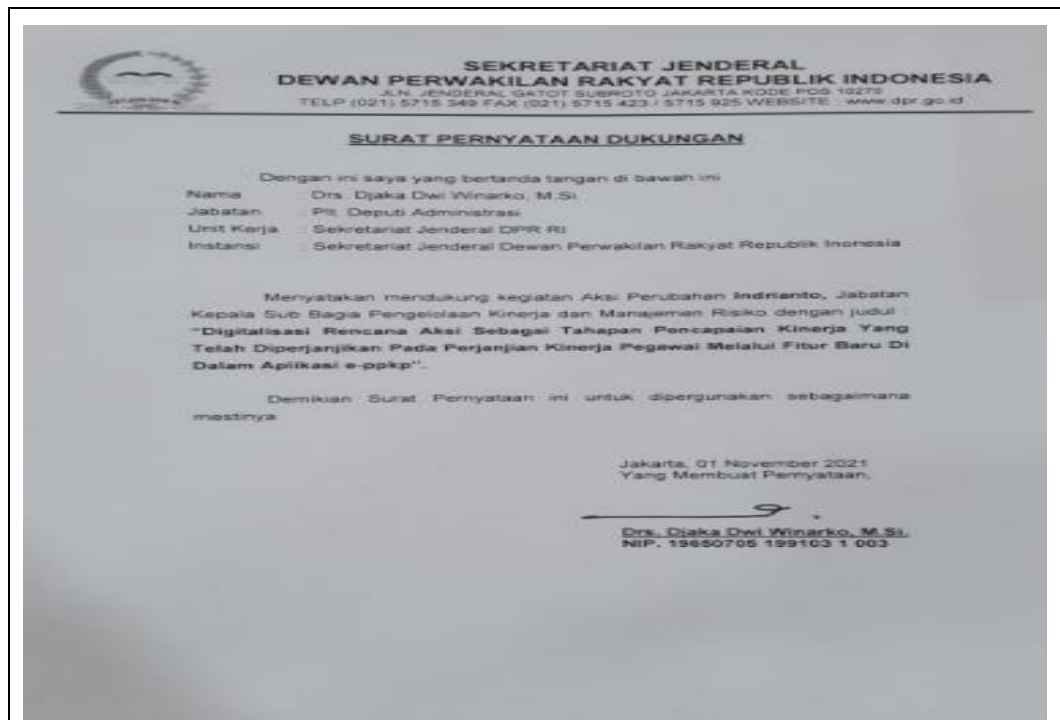 SEKRETARIAT JENDERAL
DEWAN PERWAKILAN RAKYAT REPUBLIK INDONESIA
JLN. JENDERAL GATOT SUBROTO JAKARTA KODE POS 10270
TELP (021) 5715 349 FAX (021) 5715 423 / 5715 925 WEBSITE : www.dpr.go.id
SURAT PERNYATAAN DUKUNGAN
Dengan ini saya yang bertanda tangan di bawah ini
Nama : Drs. Djaka Dwi Winarko, M.Si.
Jabatan : Plt. Deputi Administrasi
Unit Kerja : Sekretariat Jenderal DPR RI
Instansi : Sekretariat Jenderal Dewan Perwakilan Rakyat Republik Inonesia
Menyatakan mendukung kegiatan Aksi Perubahan Indrianto, Jabatan
Kepala Sub Bagia Pengelolaan Kinerja dan Manajemen Risiko dengan judul :
"Digitalisasi Rencana Aksi Sebagai Tahapan Pencapaian Kinerja Yang
Telah Diperjanjikan Pada Perjanjian Kinerja Pegawai Melalui Fitur Baru Di
Dalam Aplikasi e-ppkp".
Demikian Surat Pernyataan ini untuk dipergunakan sebagaimana
mestinya
Jakarta, 01 November 2021
Yang Membuat Pernyataan,
Drs. Djaka Dwi Winarko, M.Si.
NIP. 19650705 199103 1 003